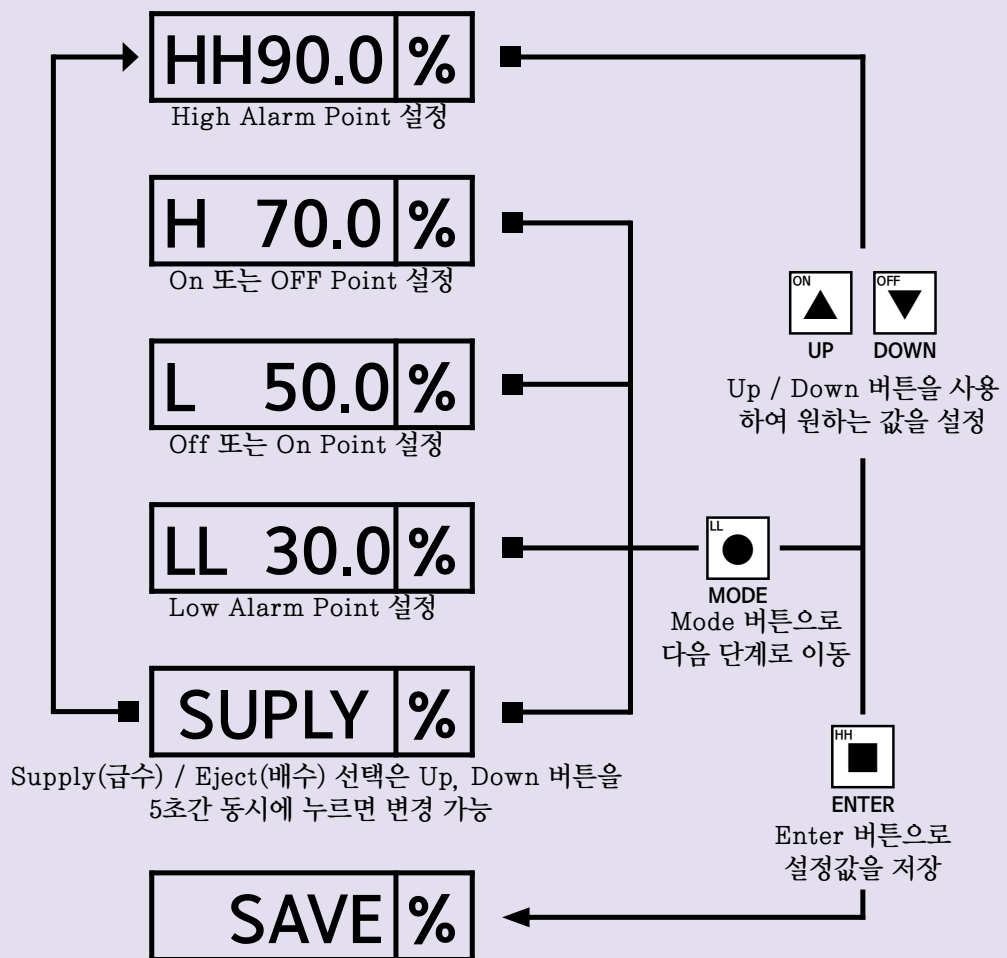 HH90.0 %
High Alarm Point 설정
H 70.0 %
On 또는 OFF Point 설정
ON OFF
UP DOWN
Up / Down 버튼을 사용
하여 원하는 값을 설정
L 50.0 %
Off 또는 On Point 설정
LL 30.0 %
Low Alarm Point 설정
LL
MODE
Mode 버튼으로
다음 단계로 이동
SUPLY %
Supply(급수) / Eject(배수) 선택은 Up, Down 버튼을
5초간 동시에 누르면 변경 가능
HH
ENTER
Enter 버튼으로
설정값을 저장
SAVE %